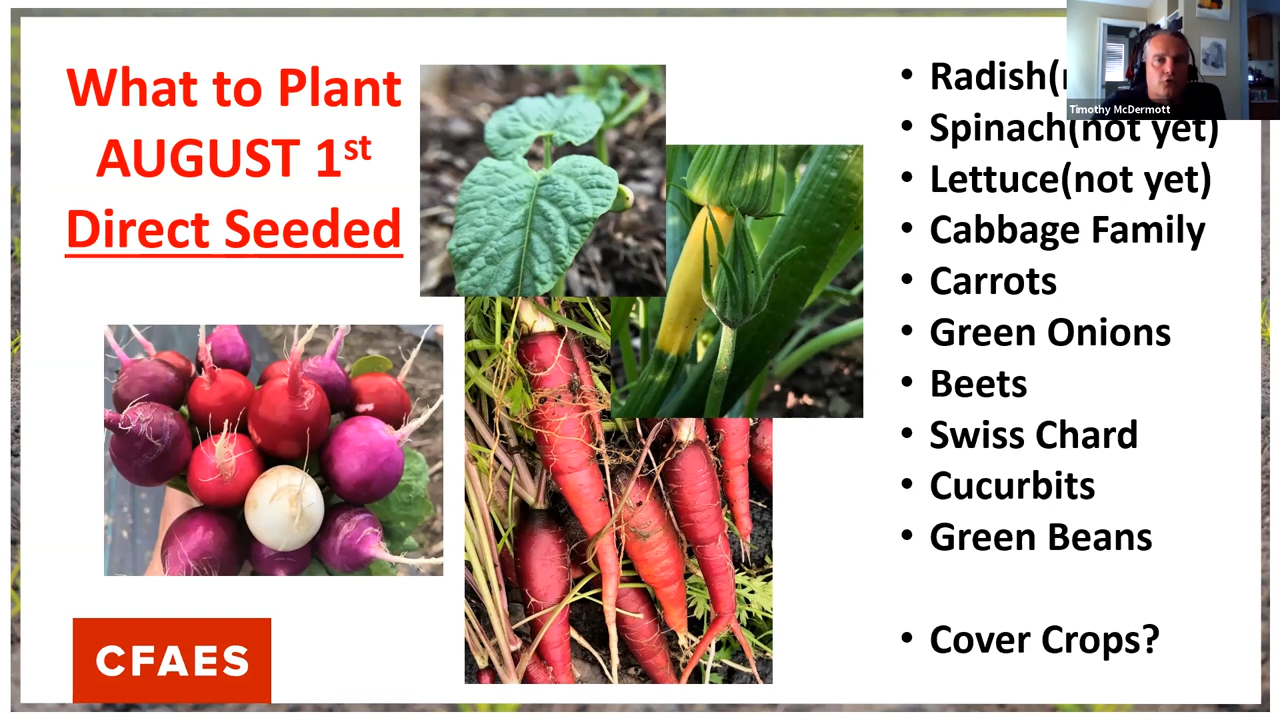 What to Plant
AUGUST 1st
Direct Seeded
Radish(
Timothy McDermott
Spinach(not yet)
Lettuce(not yet)
Cabbage Family
Carrots
Green Onions
Beets
Swiss Chard
Cucurbits
Green Beans
Cover Crops?
CFAES